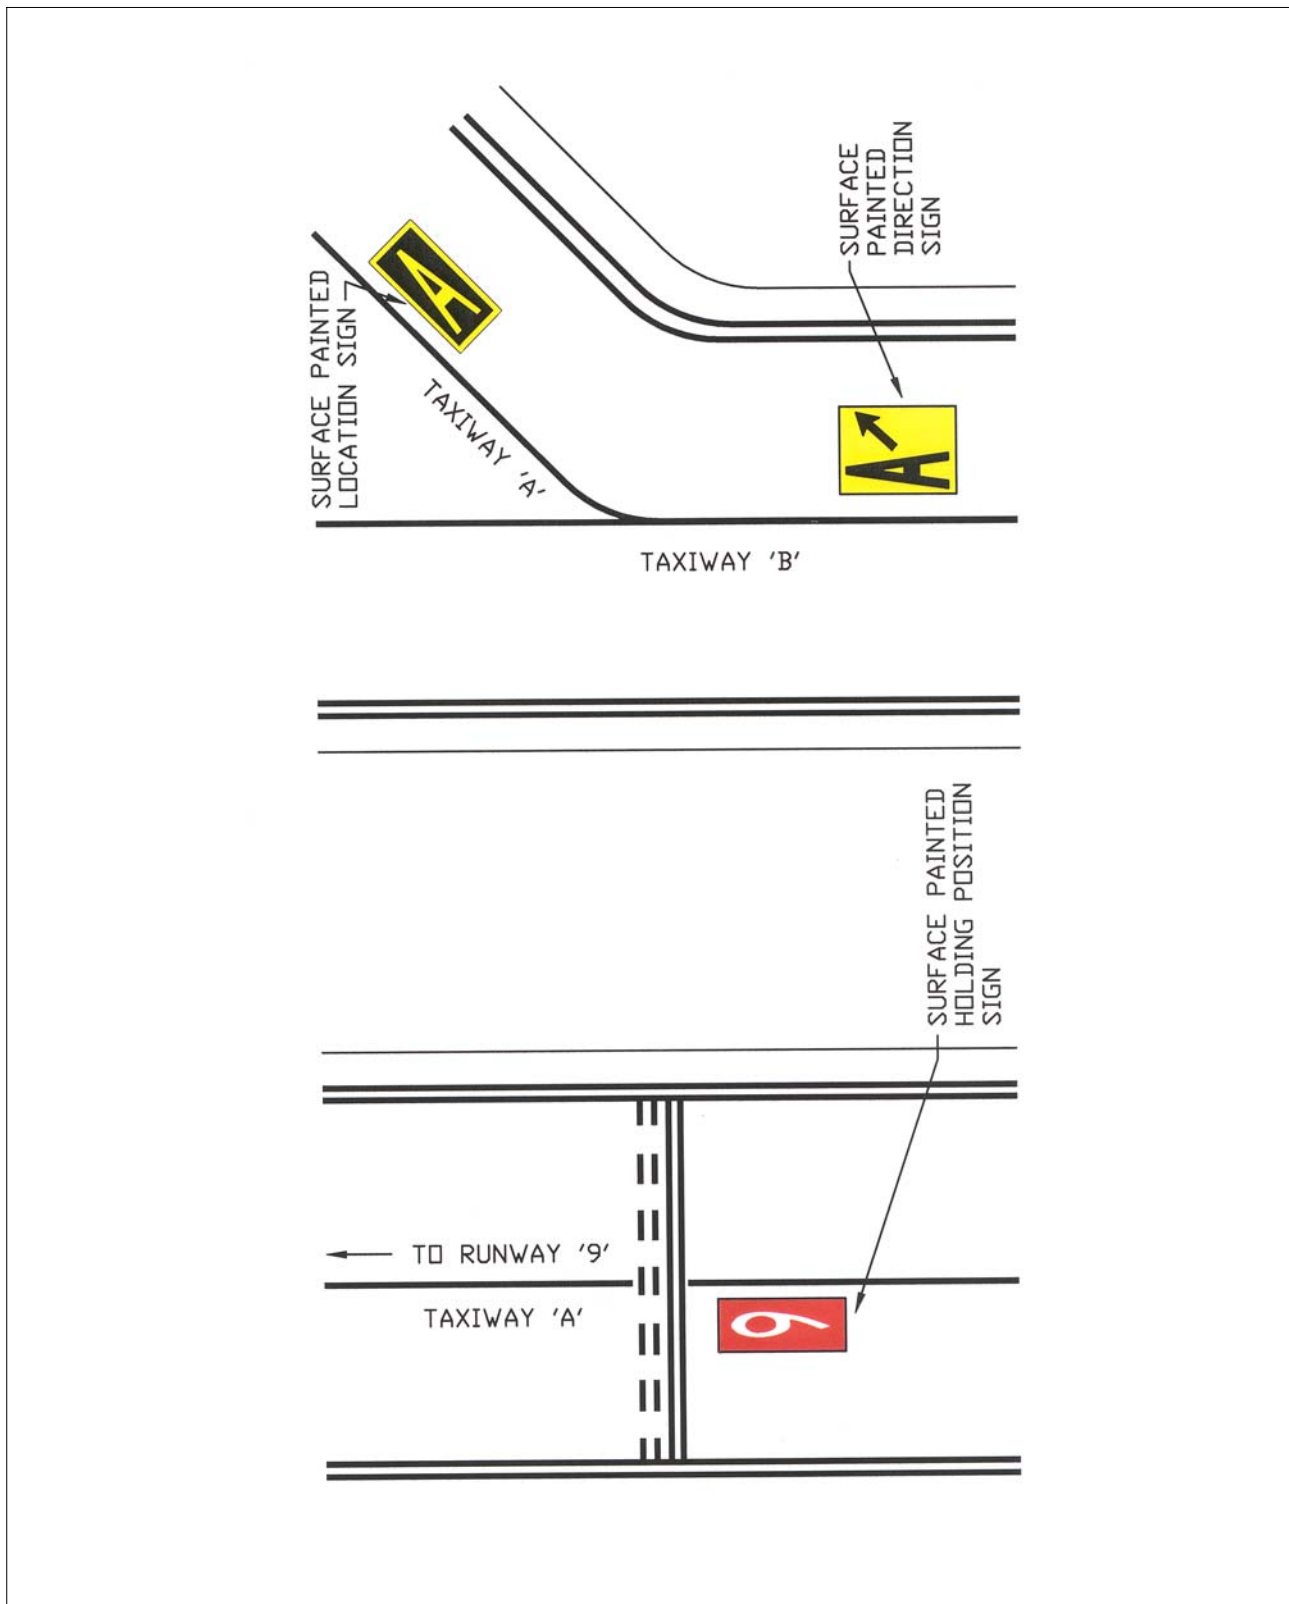 SURFACE
PAINTED
DIRECTION
SIGN
A
SURFACE PAINTED
LOCATION SIGN
A
TAXIWAY 'A'
TAXIWAY 'B'
SURFACE PAINTED
HOLDING POSITION
SIGN
TO RUNWAY '9'
TAXIWAY 'A'
9